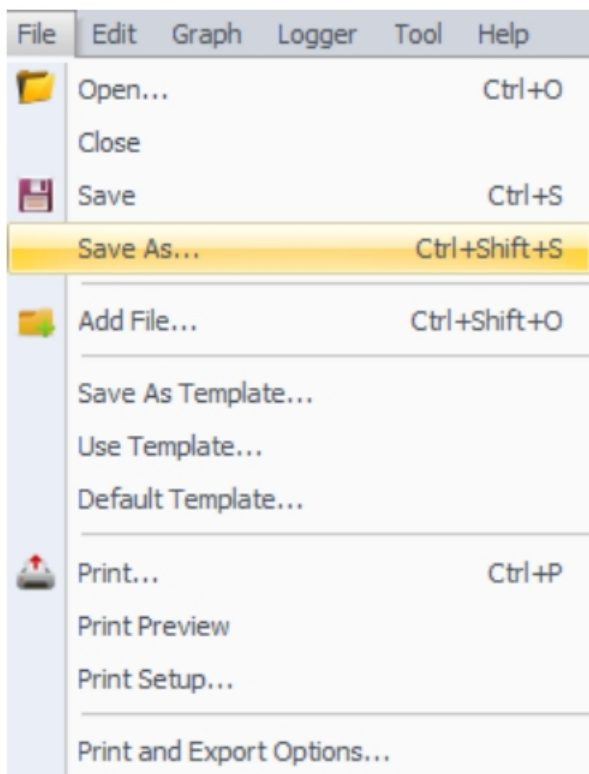 File Edit Graph Logger Tool Help
Open... Ctrl+O
Close
Save Ctrl+S
Save As... Ctrl+Shift+S
Add File... Ctrl+Shift+O
Save As Template...
Use Template...
Default Template...
Print... Ctrl+P
Print Preview
Print Setup...
Print and Export Options...